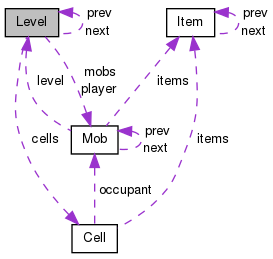 Level
prev
next
Item
prev
next
level
mobs
player
items
cells
Mob
prev
next
items
occupant
Cell